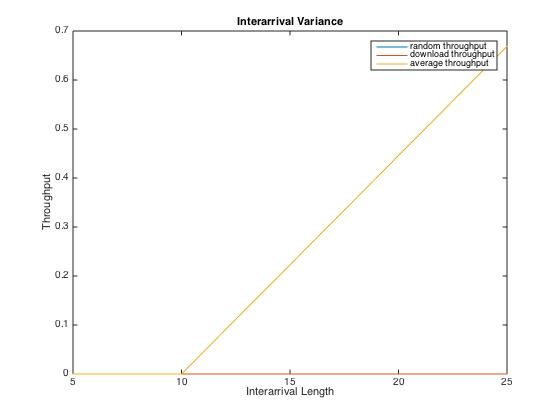 Interarrival Variance
0.7
random throughput
download throughput
average throughput
0.6
0.5
0.4
Throughput
0.3
0.2
0.1
0
5 10 15 20 25
Interarrival Length